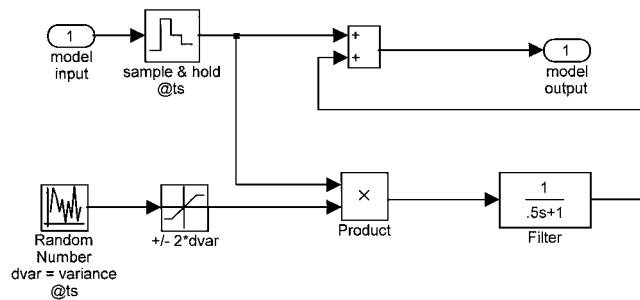 1
model
input
sample & hold
@ts
+
+
1
model
output
Random
Number
dvar = variance
@ts
+/- 2*dvar
×
Product
1
.5s+1
Filter